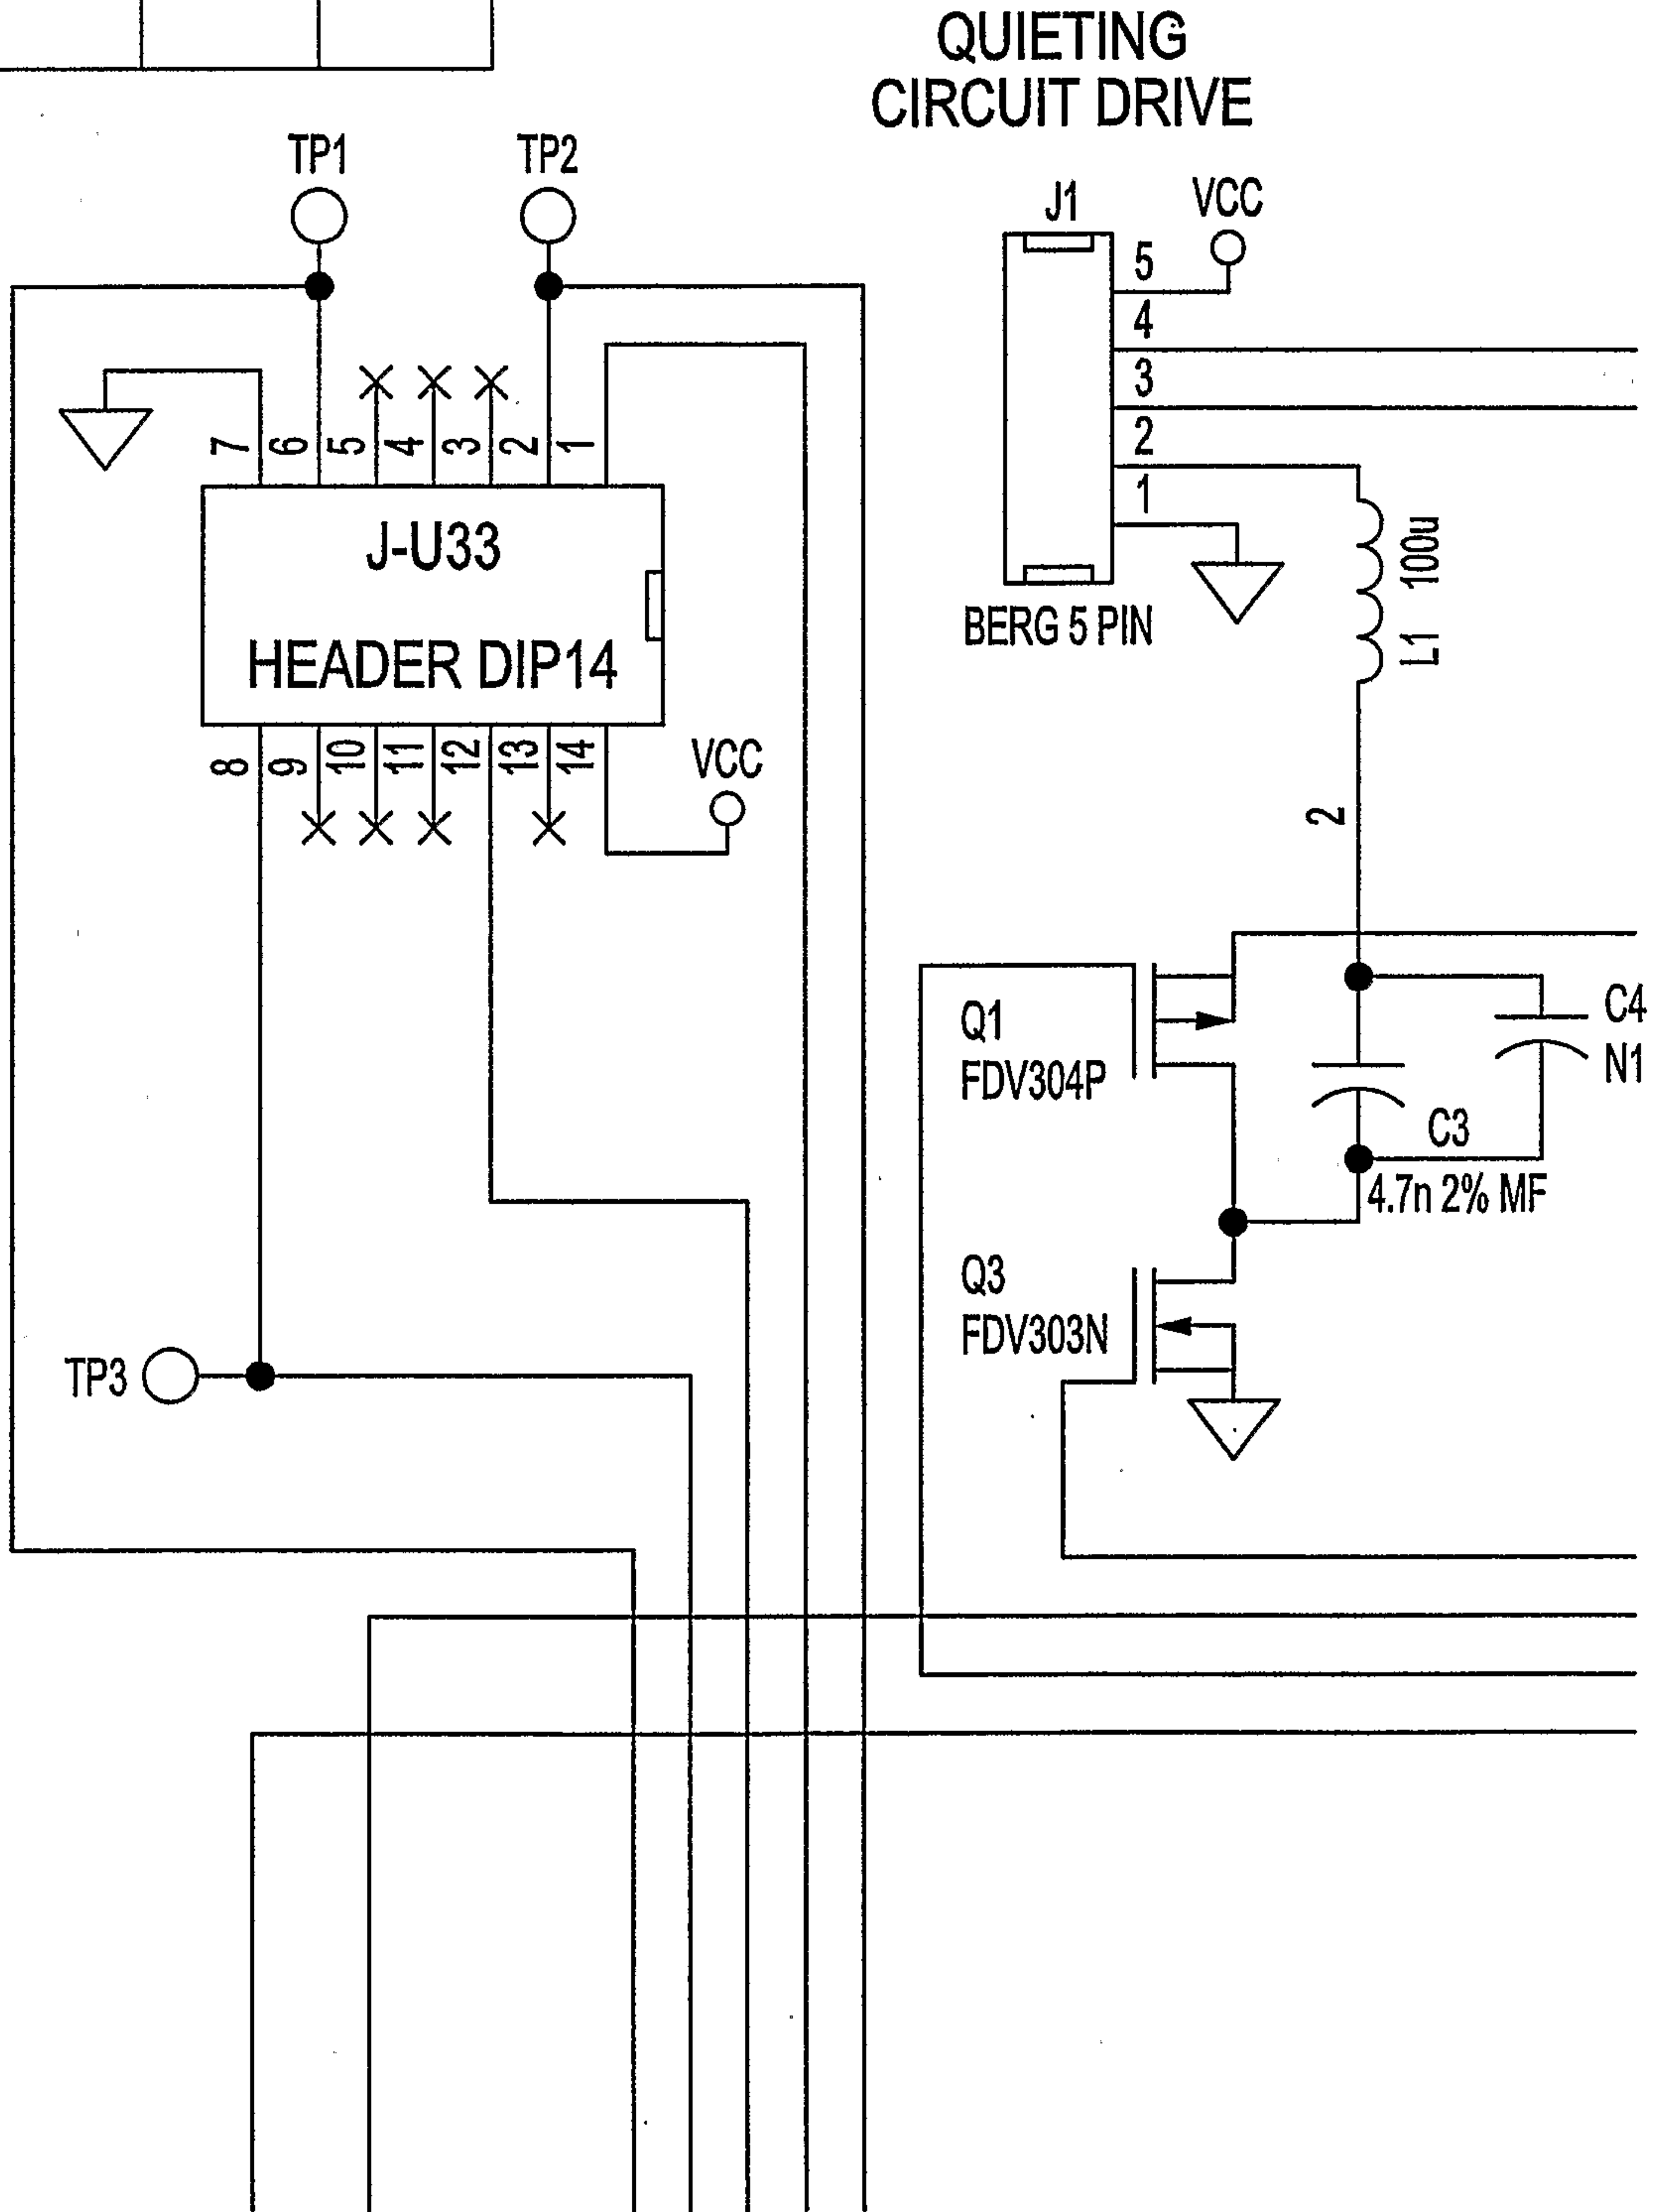 QUIETING
CIRCUIT DRIVE
TP1
TP2
J1
VCC
5
4
3
2
1
7
6
5
4
3
2
1
J-U33
HEADER DIP14
BERG 5 PIN
L1 100u
8
9
10
11
12
13
14
VCC
2
Q1
FDV304P
C4
N1
C3
4.7n 2% MF
Q3
FDV303N
TP3